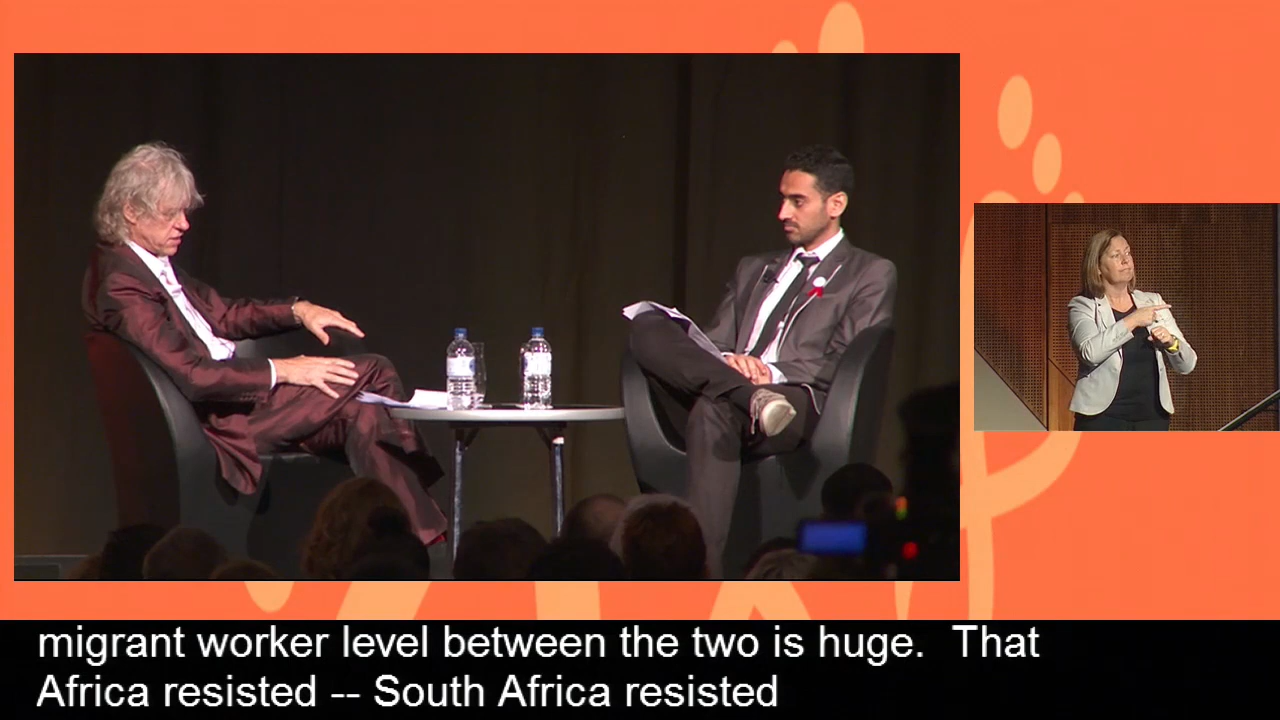 migrant worker level between the two is huge.  That
Africa resisted -- South Africa resisted